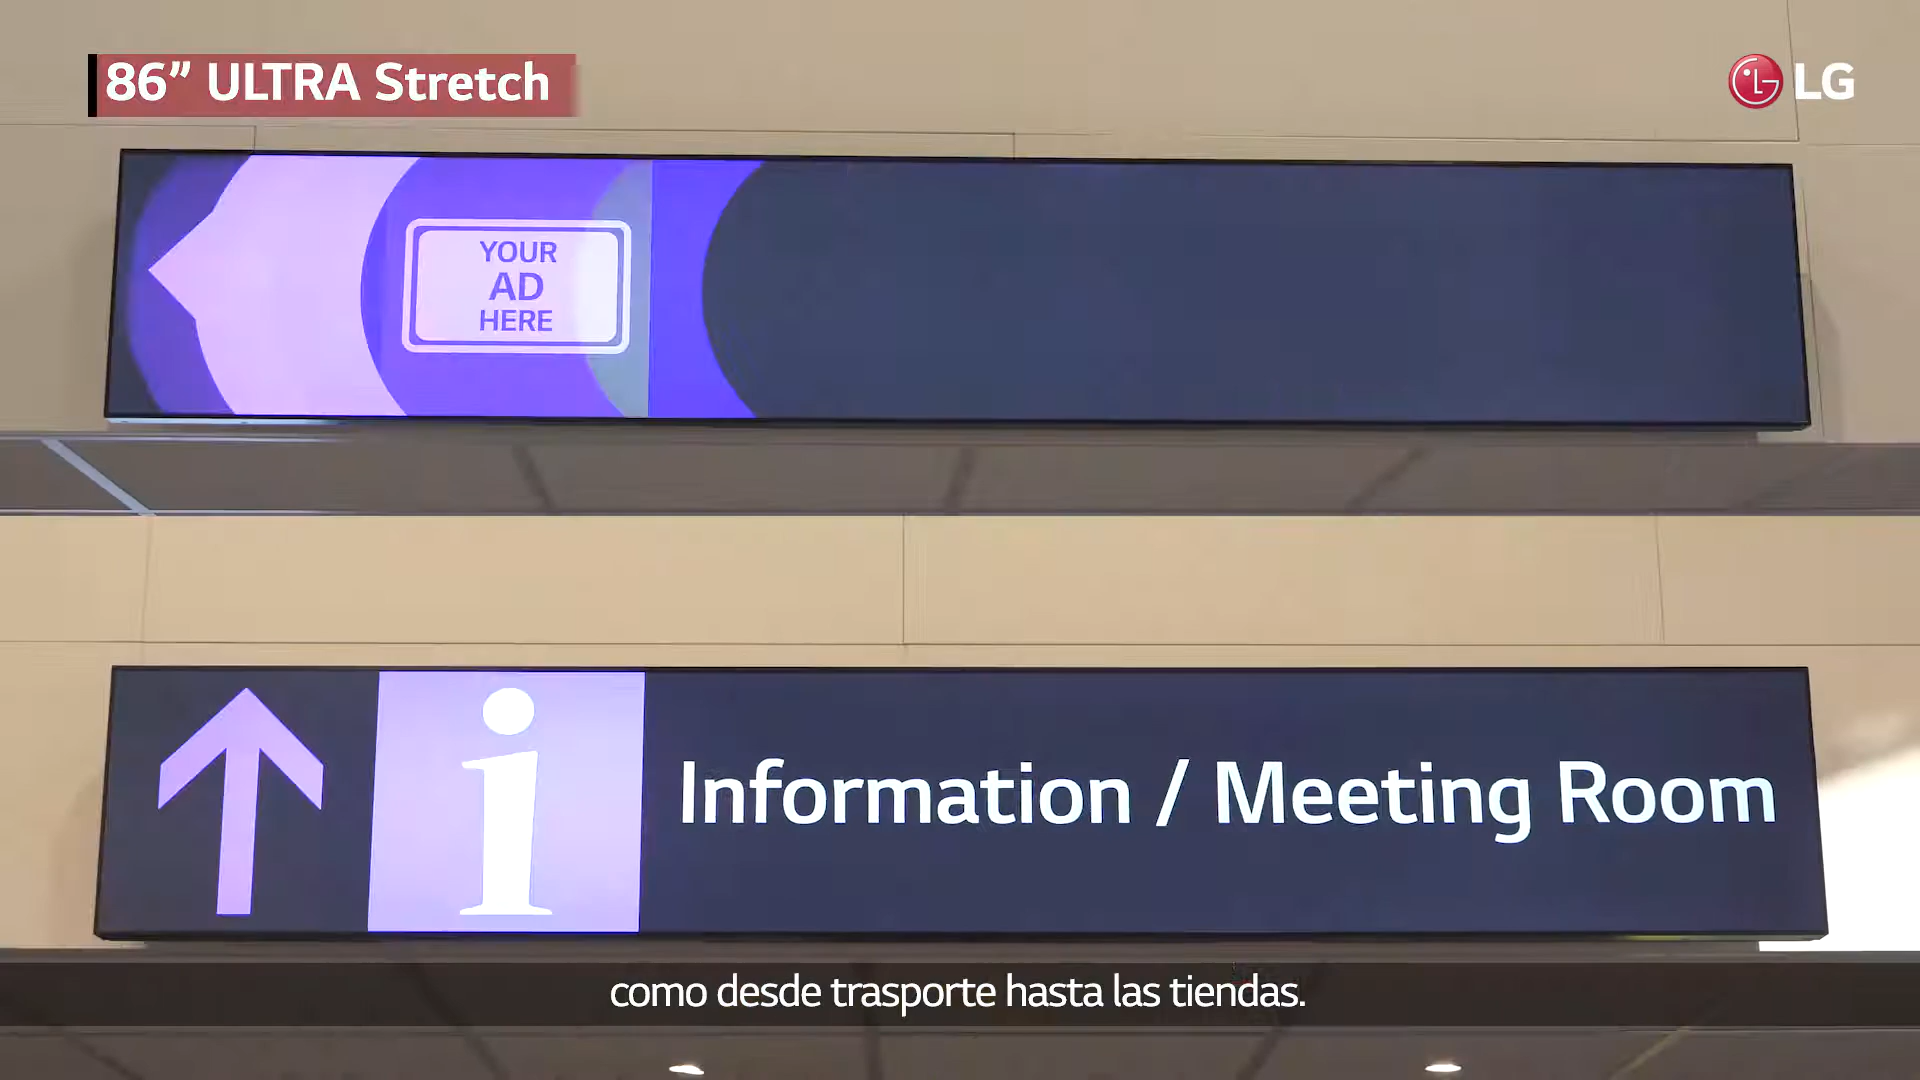 86” ULTRA Stretch
LG
YOUR
AD
HERE
i
Information / Meeting Room
como desde trasporte hasta las tiendas.